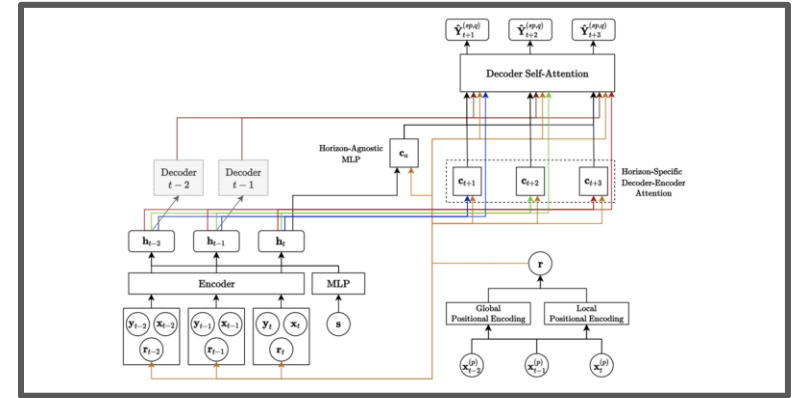 Ŷ_{t+1}^{(sp,q)} Ŷ_{t+2}^{(sp,q)} Ŷ_{t+3}^{(sp,q)}
Decoder Self-Attention
Horizon-Agnostic
MLP
c_a
Decoder
t − 2
Decoder
t − 1
c_{t+1} c_{t+2} c_{t+3}
Horizon-Specific
Decoder-Encoder
Attention
h_{t−2} h_{t−1} h_t
r
Encoder
MLP
Global
Positional Encoding
Local
Positional Encoding
y_{t−2} x_{t−2} y_{t−1} x_{t−1} y_t x_t
s
r_{t−2} r_{t−1} r_t
x_{t−2}^{(p)} x_{t−1}^{(p)} x_t^{(p)}